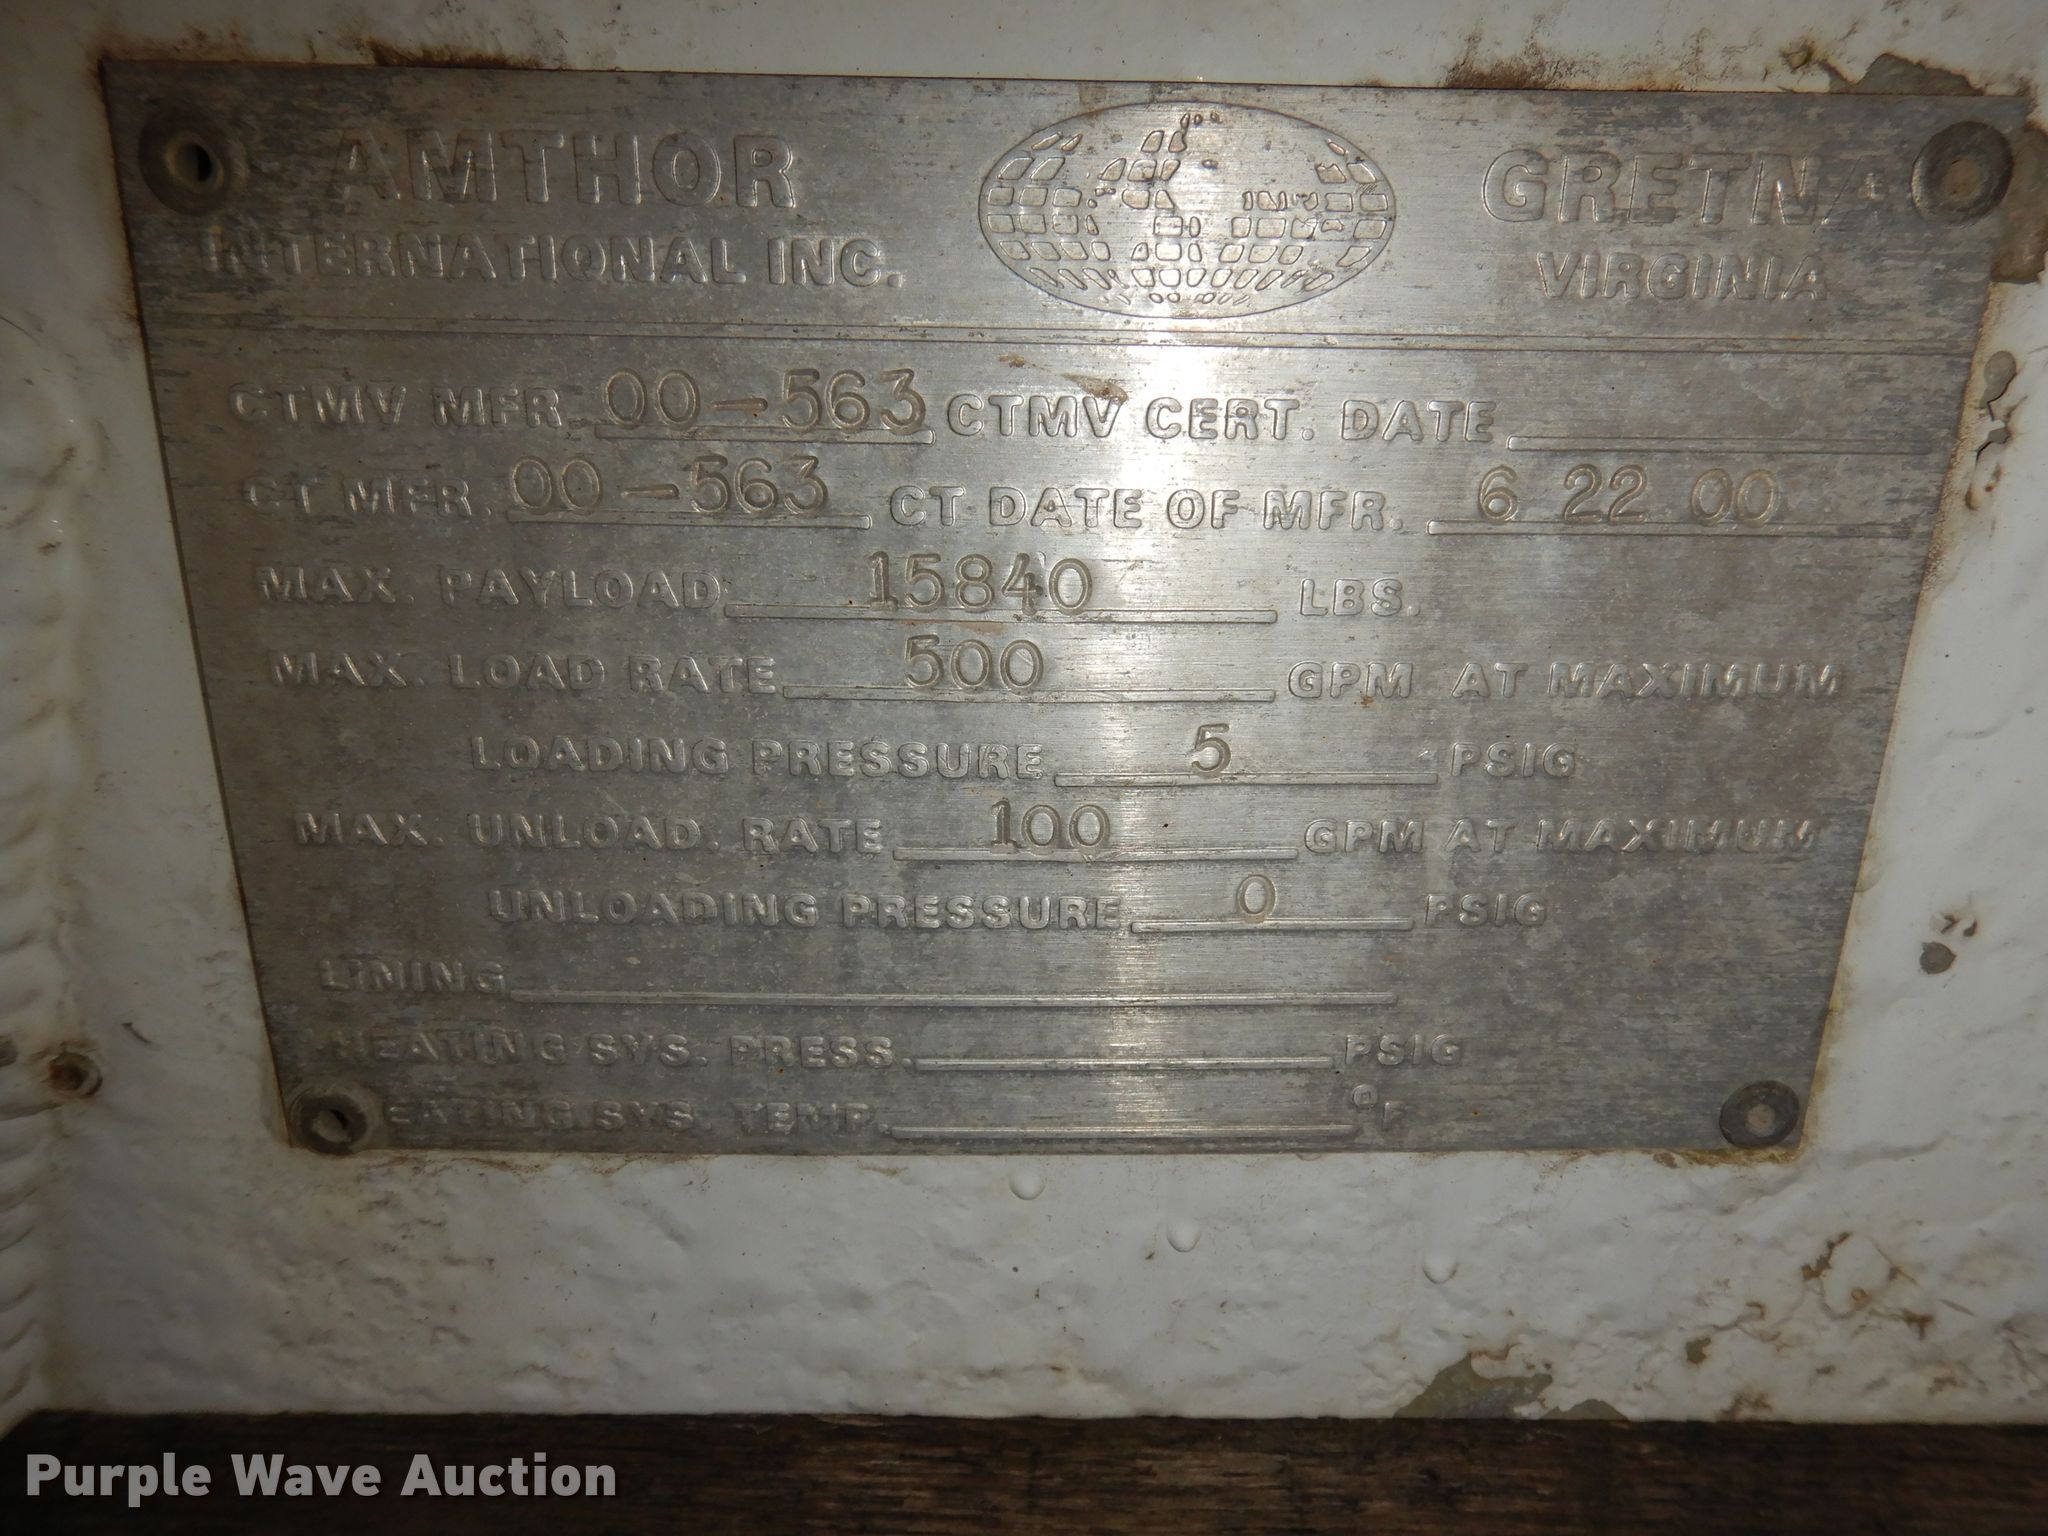 AMTHOR
INTERNATIONAL INC.
GRETNA
VIRGINIA
CTMV MFR. 00-563 CTMV CERT. DATE
CT MFR. 00-563 CT DATE OF MFR. 6 22 00
MAX. PAYLOAD 15840 LBS.
MAX. LOAD RATE 500 GPM AT MAXIMUM
LOADING PRESSURE 5 PSIG
MAX. UNLOAD. RATE 100 GPM AT MAXIMUM
UNLOADING PRESSURE 0 PSIG
LINING
HEATING SYS. PRESS. PSIG
HEATING SYS. TEMP. °F
Purple Wave Auction